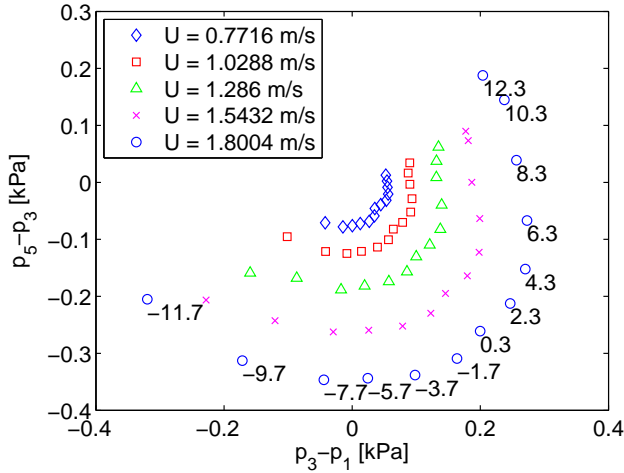 U = 0.7716 m/s
U = 1.0288 m/s
U = 1.286 m/s
U = 1.5432 m/s
U = 1.8004 m/s
0.3
0.2
0.1
0
−0.1
−0.2
−0.3
−0.4
p5−p3 [kPa]
12.3
10.3
8.3
6.3
4.3
2.3
0.3
−1.7
−3.7
−5.7
−7.7
−9.7
−11.7
−0.4 −0.2 0 0.2 0.4
p3−p1 [kPa]